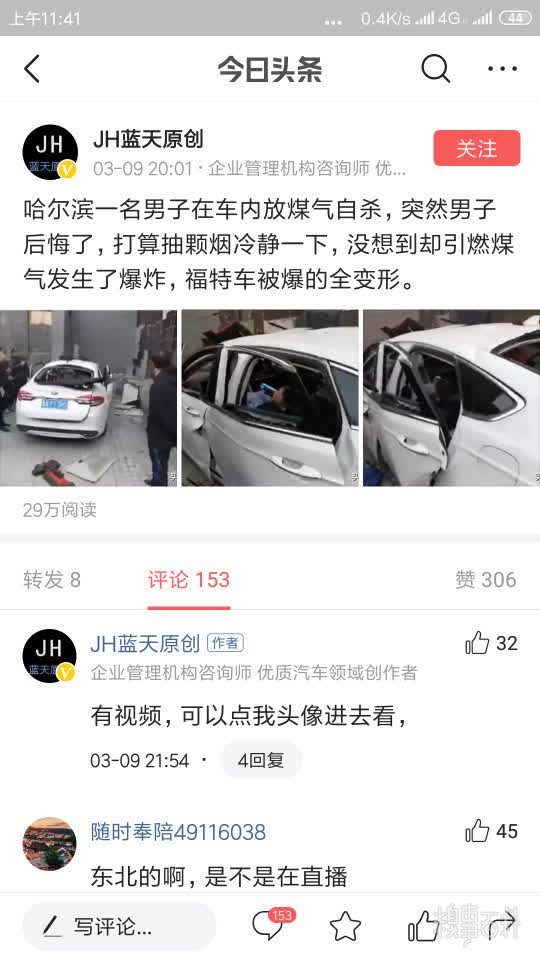 上午11:41
... 0.4K/s 4G 44
今日头条
JH
蓝天原
JH蓝天原创
03-09 20:01 · 企业管理机构咨询师 优...
关注
哈尔滨一名男子在车内放煤气自杀，突然男子
后悔了，打算抽颗烟冷静一下，没想到却引燃煤
气发生了爆炸，福特车被爆的全变形。
29万阅读
转发 8
评论 153
赞 306
JH
蓝天原
JH蓝天原创 作者
32
企业管理机构咨询师 优质汽车领域创作者
有视频，可以点我头像进去看，
03-09 21:54 · 4回复
随时奉陪49116038
45
东北的啊，是不是在直播
写评论...
153